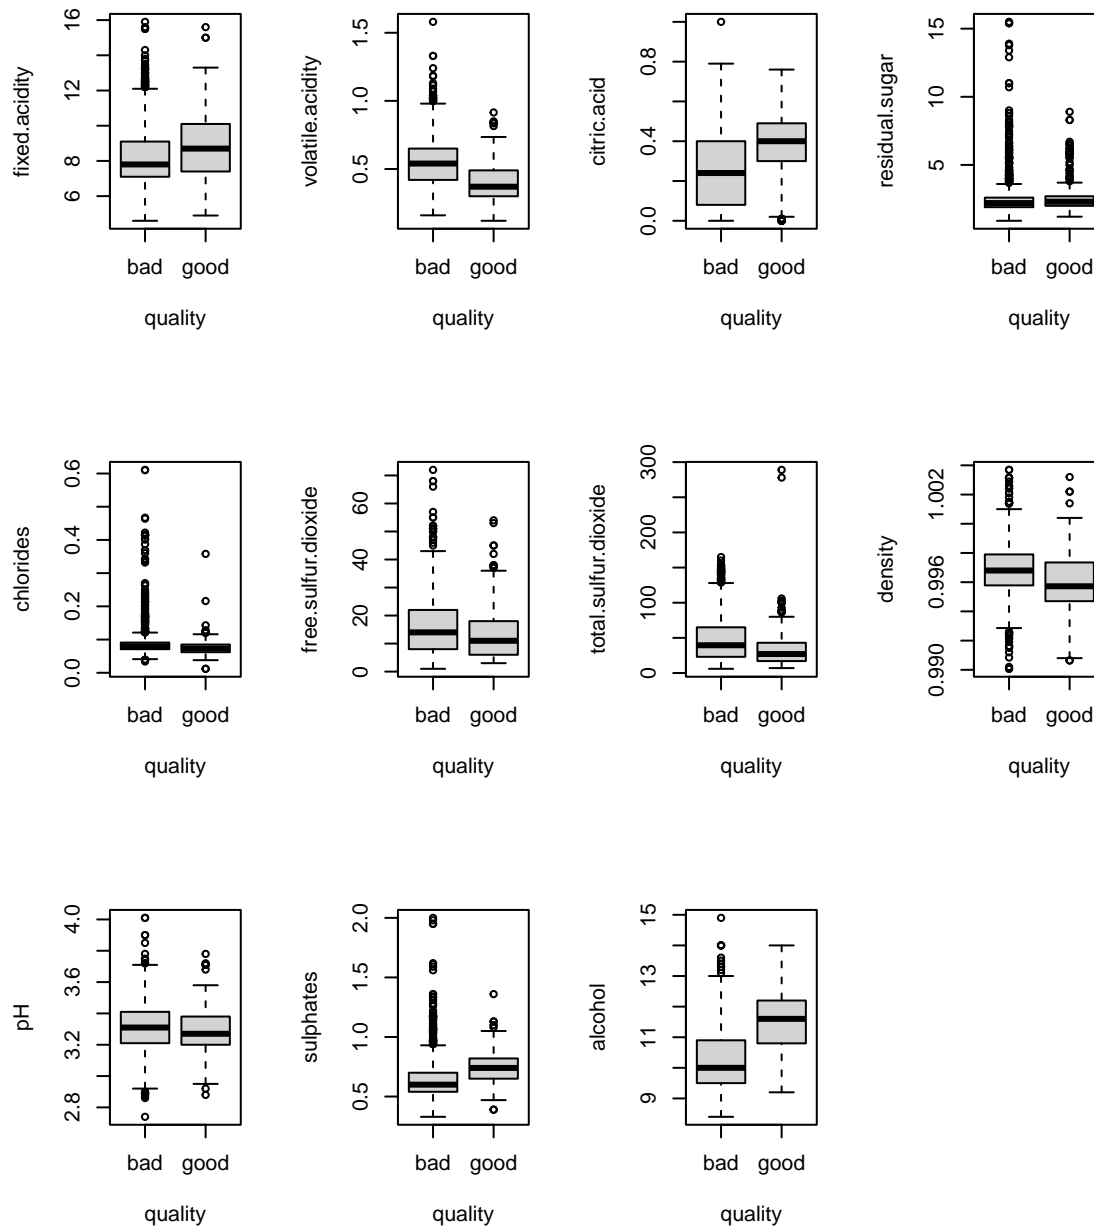 fixed.acidity
6
8
12
16
bad good
quality
volatile.acidity
0.5
1.0
1.5
bad good
quality
citric.acid
0.0
0.4
0.8
bad good
quality
residual.sugar
5
10
15
bad good
quality
chlorides
0.0
0.2
0.4
0.6
bad good
quality
free.sulfur.dioxide
0
20
40
60
bad good
quality
total.sulfur.dioxide
0
100
200
300
bad good
quality
density
0.990
0.996
1.002
bad good
quality
pH
2.8
3.2
3.6
4.0
bad good
quality
sulphates
0.5
1.0
1.5
2.0
bad good
quality
alcohol
9
10
11
13
15
bad good
quality